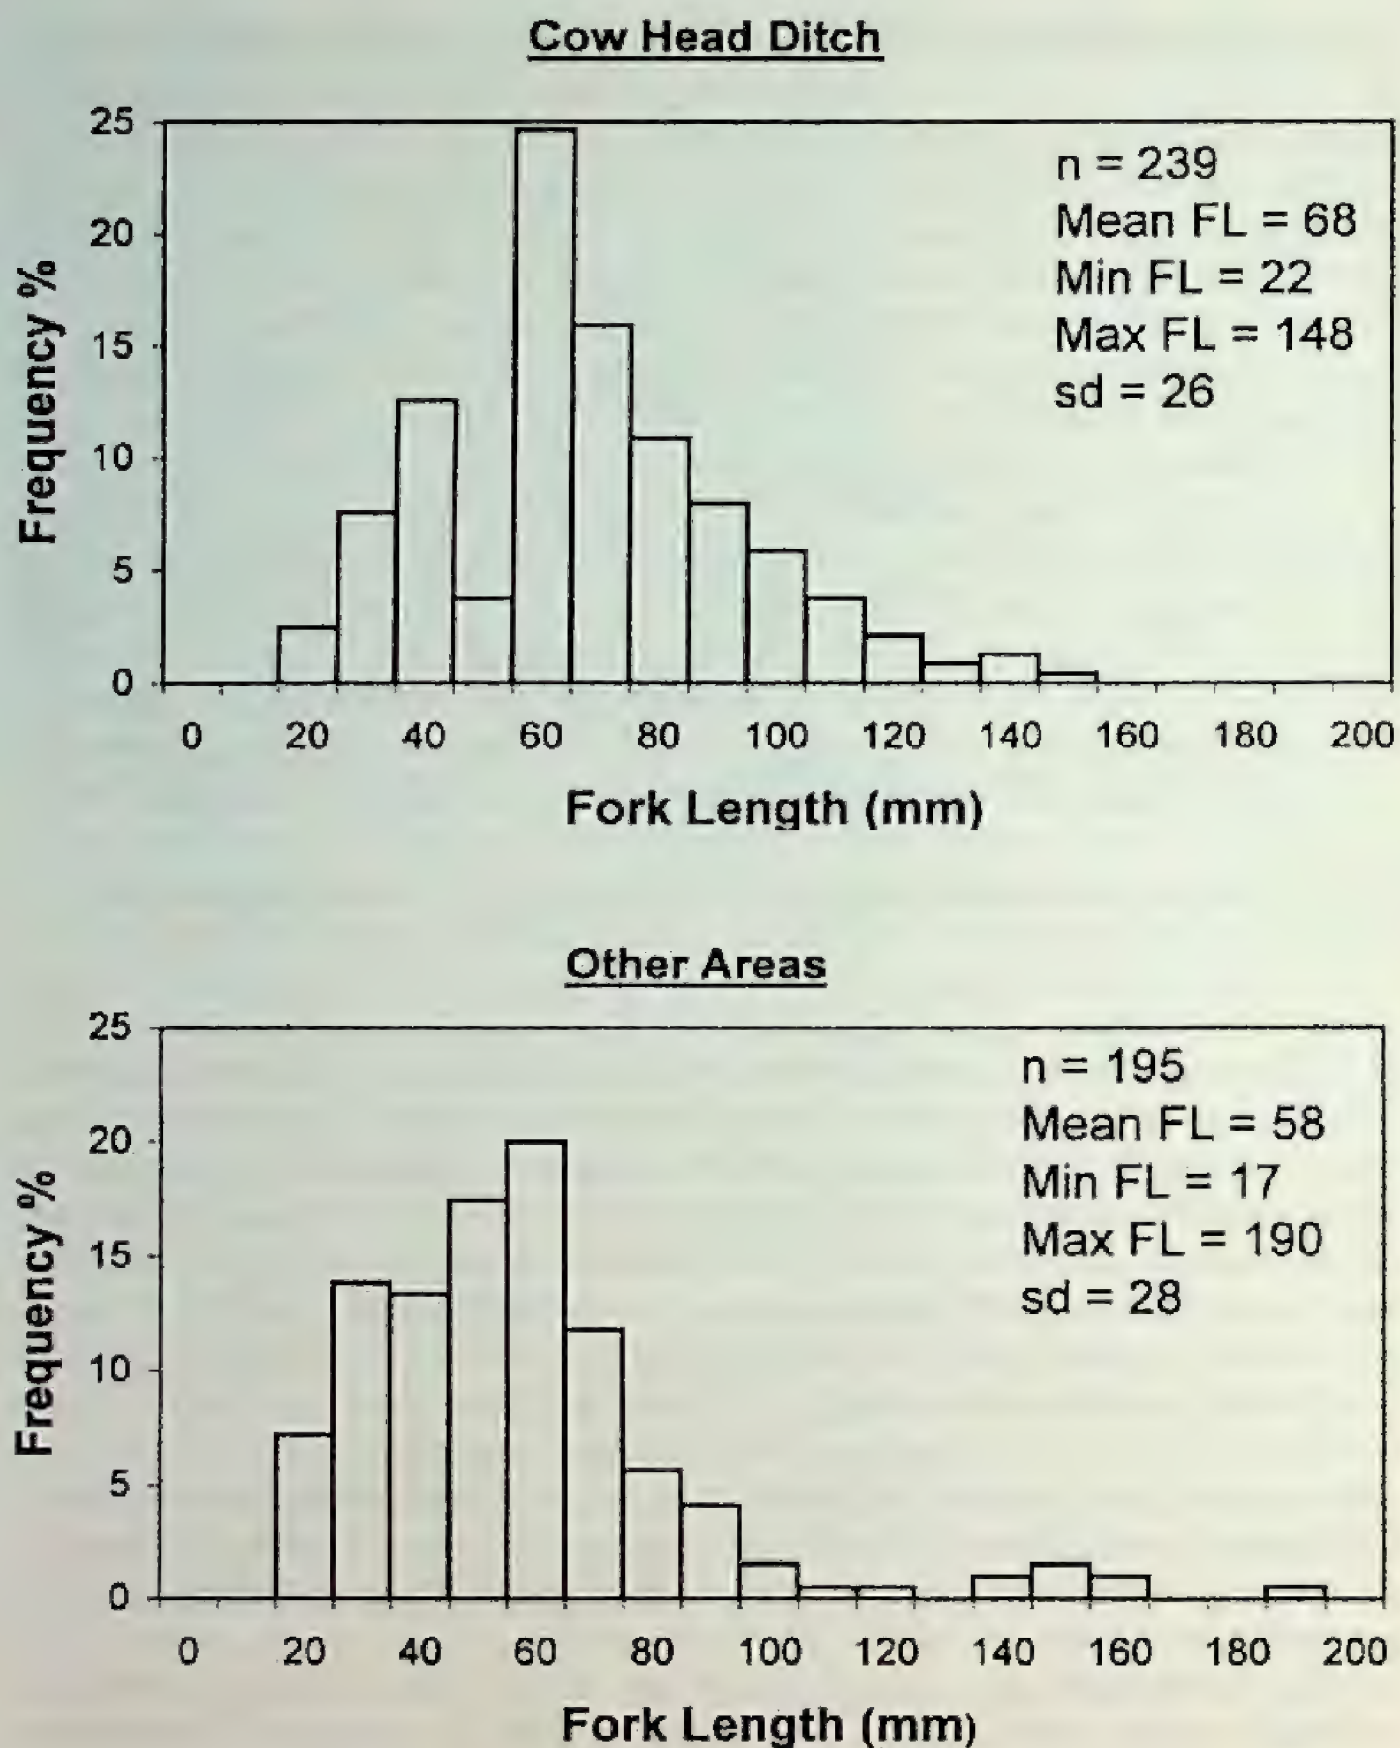 Cow Head Ditch
25
20
15
10
5
0
Frequency %
n = 239
Mean FL = 68
Min FL = 22
Max FL = 148
sd = 26
0 20 40 60 80 100 120 140 160 180 200
Fork Length (mm)
Other Areas
25
20
15
10
5
0
Frequency %
n = 195
Mean FL = 58
Min FL = 17
Max FL = 190
sd = 28
0 20 40 60 80 100 120 140 160 180 200
Fork Length (mm)